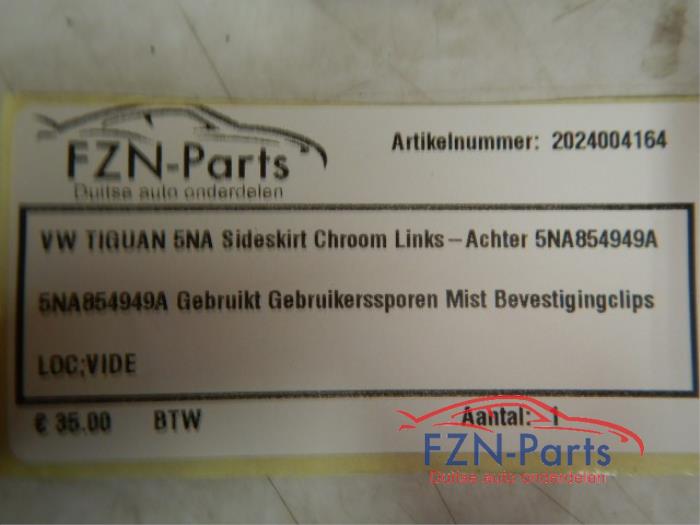 FZN-Parts
Duitse auto onderdelen
Artikelnummer: 2024004164
VW TIGUAN 5NA Sideskirt Chroom Links-Achter 5NA854949A
5NA854949A Gebruikt Gebruikerssporen Mist Bevestigingclips
LOC;VIDE
€ 35.00 BTW Aantal: 1
FZN-Parts
Duitse auto onderdelen